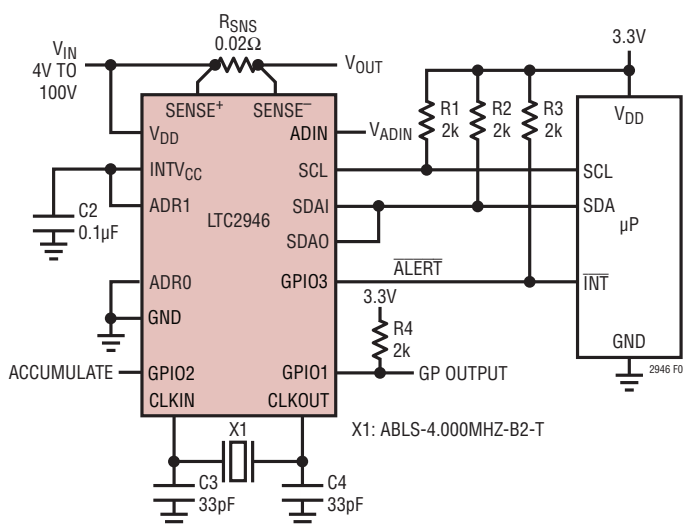 RSNS
0.02Ω
VIN
4V TO
100V
VOUT
3.3V
SENSE+ SENSE–
VDD
ADIN
VADIN
R1
2k
R2
2k
R3
2k
VDD
INTVCC
SCL
SCL
ADR1
LTC2946
SDAI
SDA
µP
C2
0.1µF
SDAO
ADR0
GPIO3
ALERT
INT
GND
3.3V
R4
2k
GND
2946 F0
ACCUMULATE
GPIO2
GPIO1
GP OUTPUT
CLKIN
CLKOUT
X1
X1: ABLS-4.000MHZ-B2-T
C3
33pF
C4
33pF